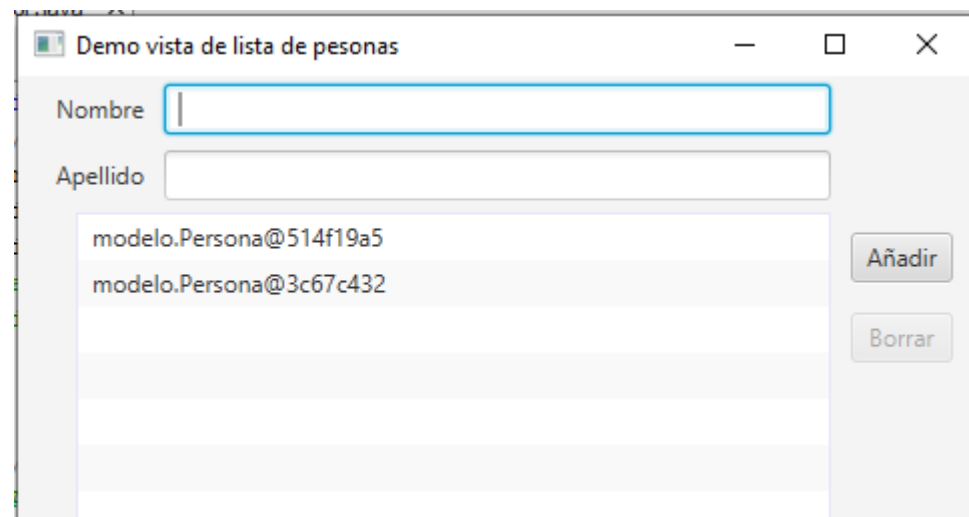 Demo vista de lista de pesonas
Nombre
Apellido
modelo.Persona@514f19a5
modelo.Persona@3c67c432
Añadir
Borrar